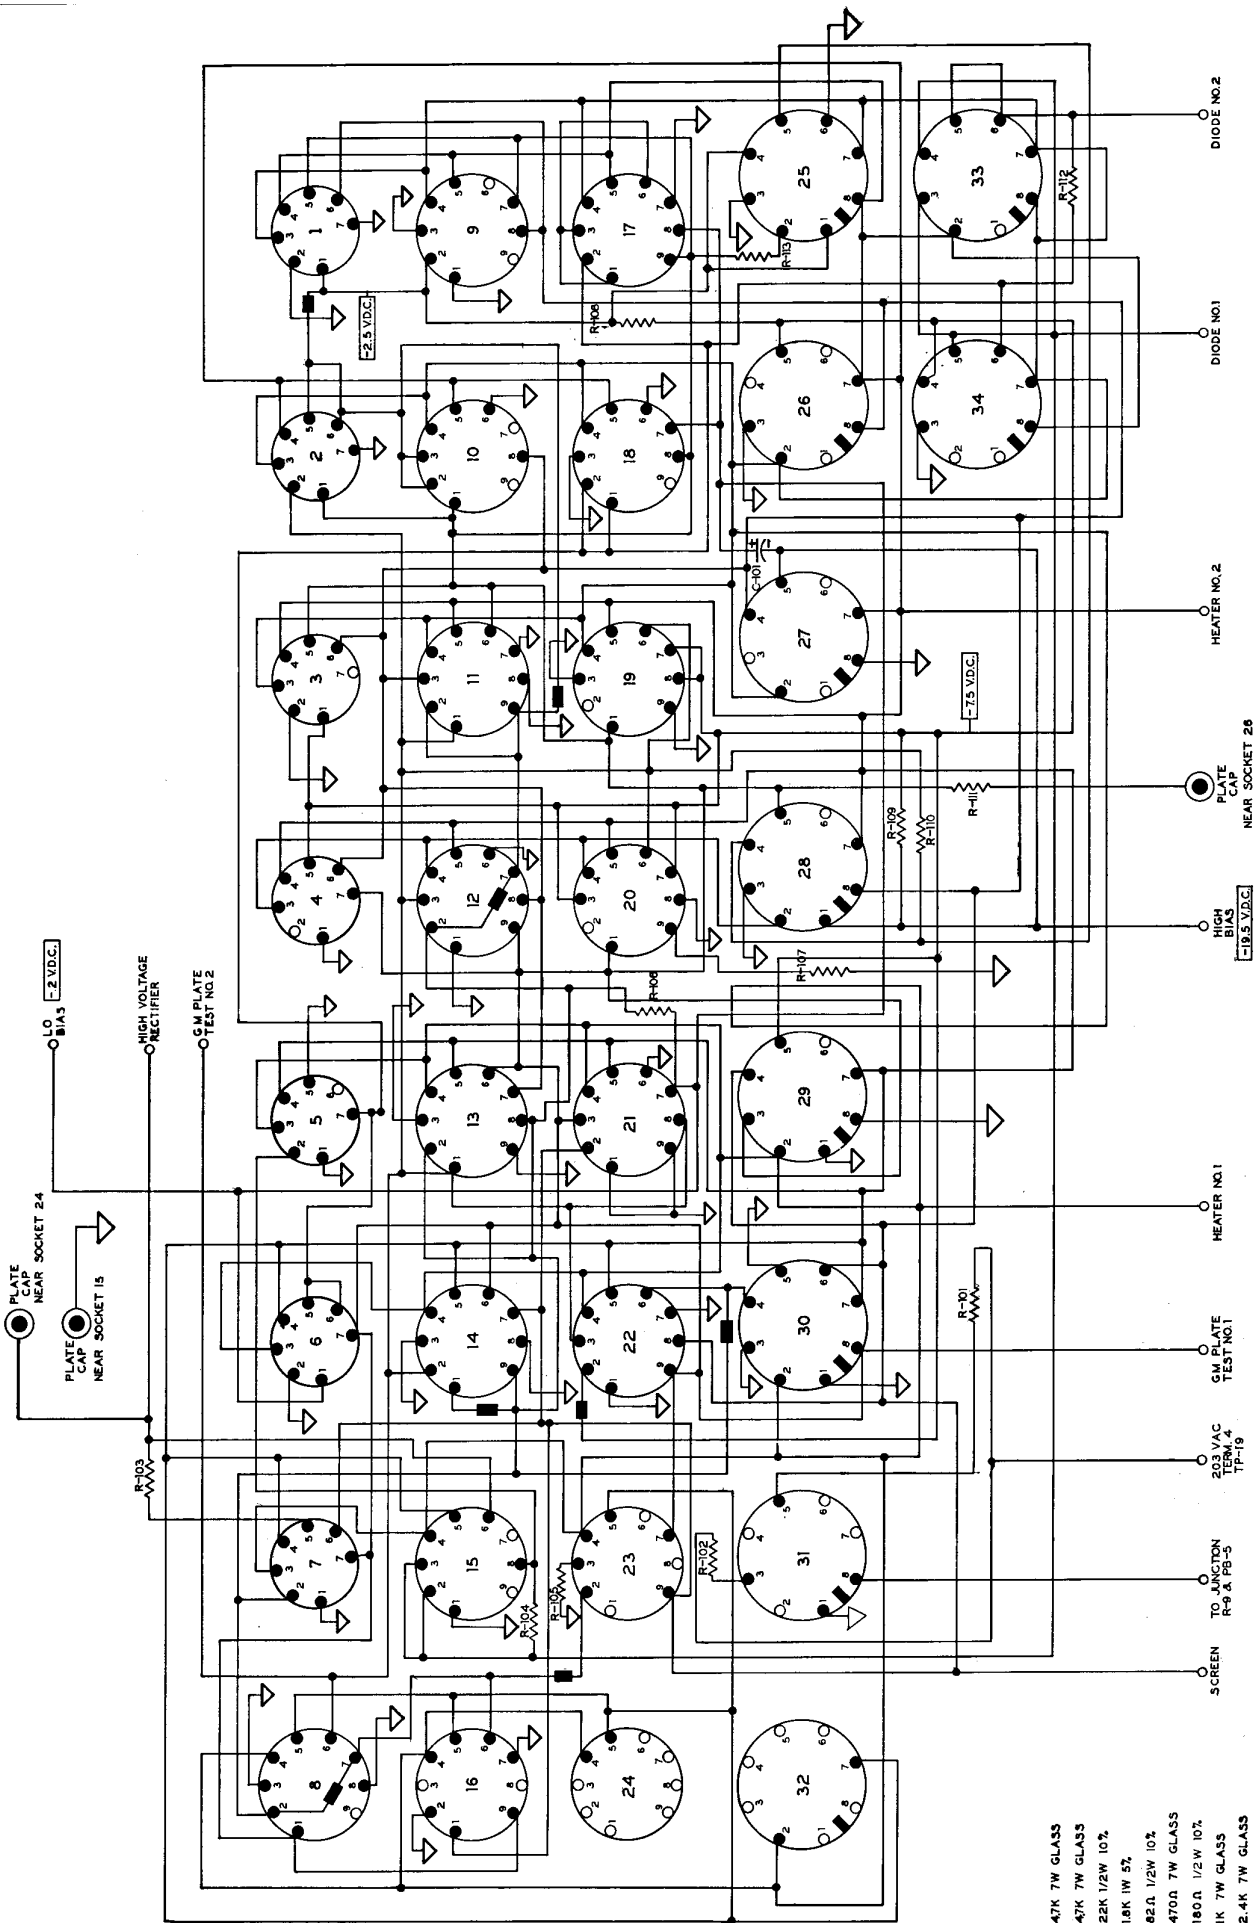 PLATE
CAP
NEAR SOCKET 24
PLATE
CAP
NEAR SOCKET 15
LO
BIAS
-.2 V.D.C.
HIGH VOLTAGE
RECTIFIER
GM PLATE
TEST NO.2
R-103
-2.5 V.D.C.
1
2
3
4
5
6
7
8
9
10
11
12
13
14
15
16
17
18
19
20
21
22
23
24
25
26
27
28
29
30
31
32
33
34
R-104
R-105
R-106
R-107
R-108
R-113
R-112
C-101
R-109
R-110
R-111
R-101
R-102
-7.5 V.D.C.
DIODE NO.2
DIODE NO.1
HEATER NO.2
PLATE
CAP
NEAR SOCKET 28
HIGH
BIAS
-19.5 V.D.C.
HEATER NO.1
GM PLATE
TEST NO.1
203 VAC
TERM. 4
TP-19
TO JUNCTION
R-9 & PB-5
SCREEN
47K 7W GLASS
47K 7W GLASS
22K 1/2W 10%
1.8K 1W 5%
82Ω 1/2W 10%
470Ω 7W GLASS
180Ω 1/2W 10%
1K 7W GLASS
2.4K 7W GLASS